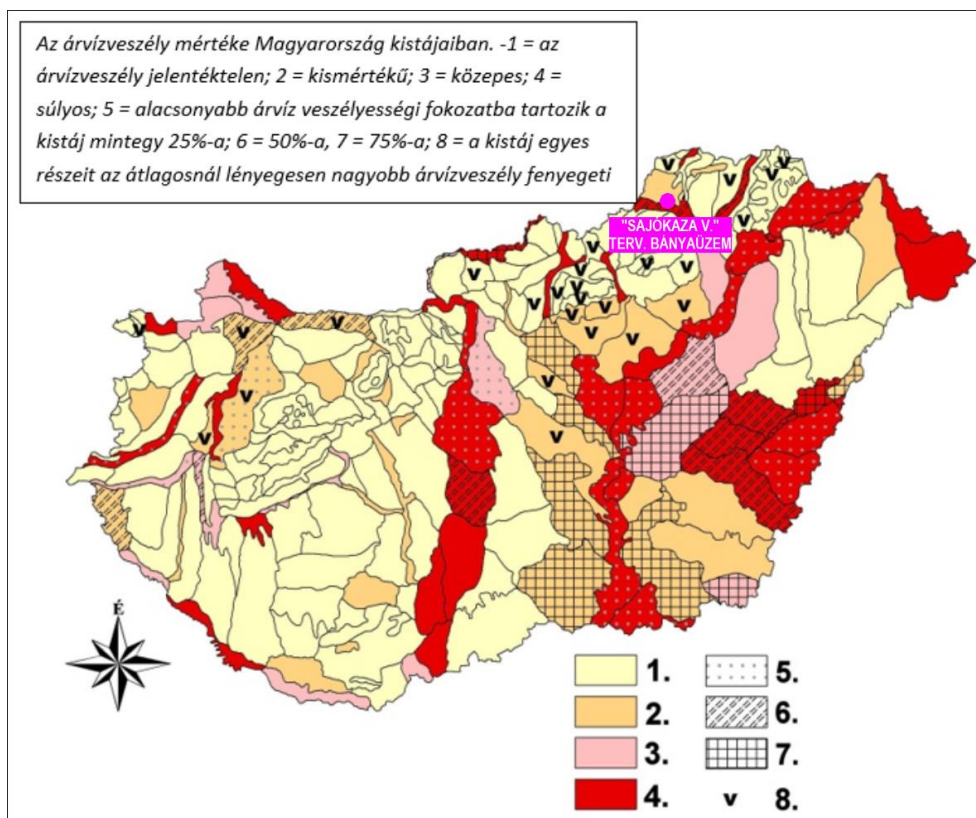 Az árvízveszély mértéke Magyarország kistájaiban. -1 = az
árvízveszély jelentéktelen; 2 = kismértékű; 3 = közepes; 4 =
súlyos; 5 = alacsonyabb árvíz veszélyességi fokozatba tartozik a
kistáj mintegy 25%-a; 6 = 50%-a, 7 = 75%-a; 8 = a kistáj egyes
részeit az átlagosnál lényegesen nagyobb árvízveszély fenyegeti
"SAJÓKAZA V."
TERV. BÁNYAÜZEM
É
1. 5.
2. 6.
3. 7.
4. v 8.